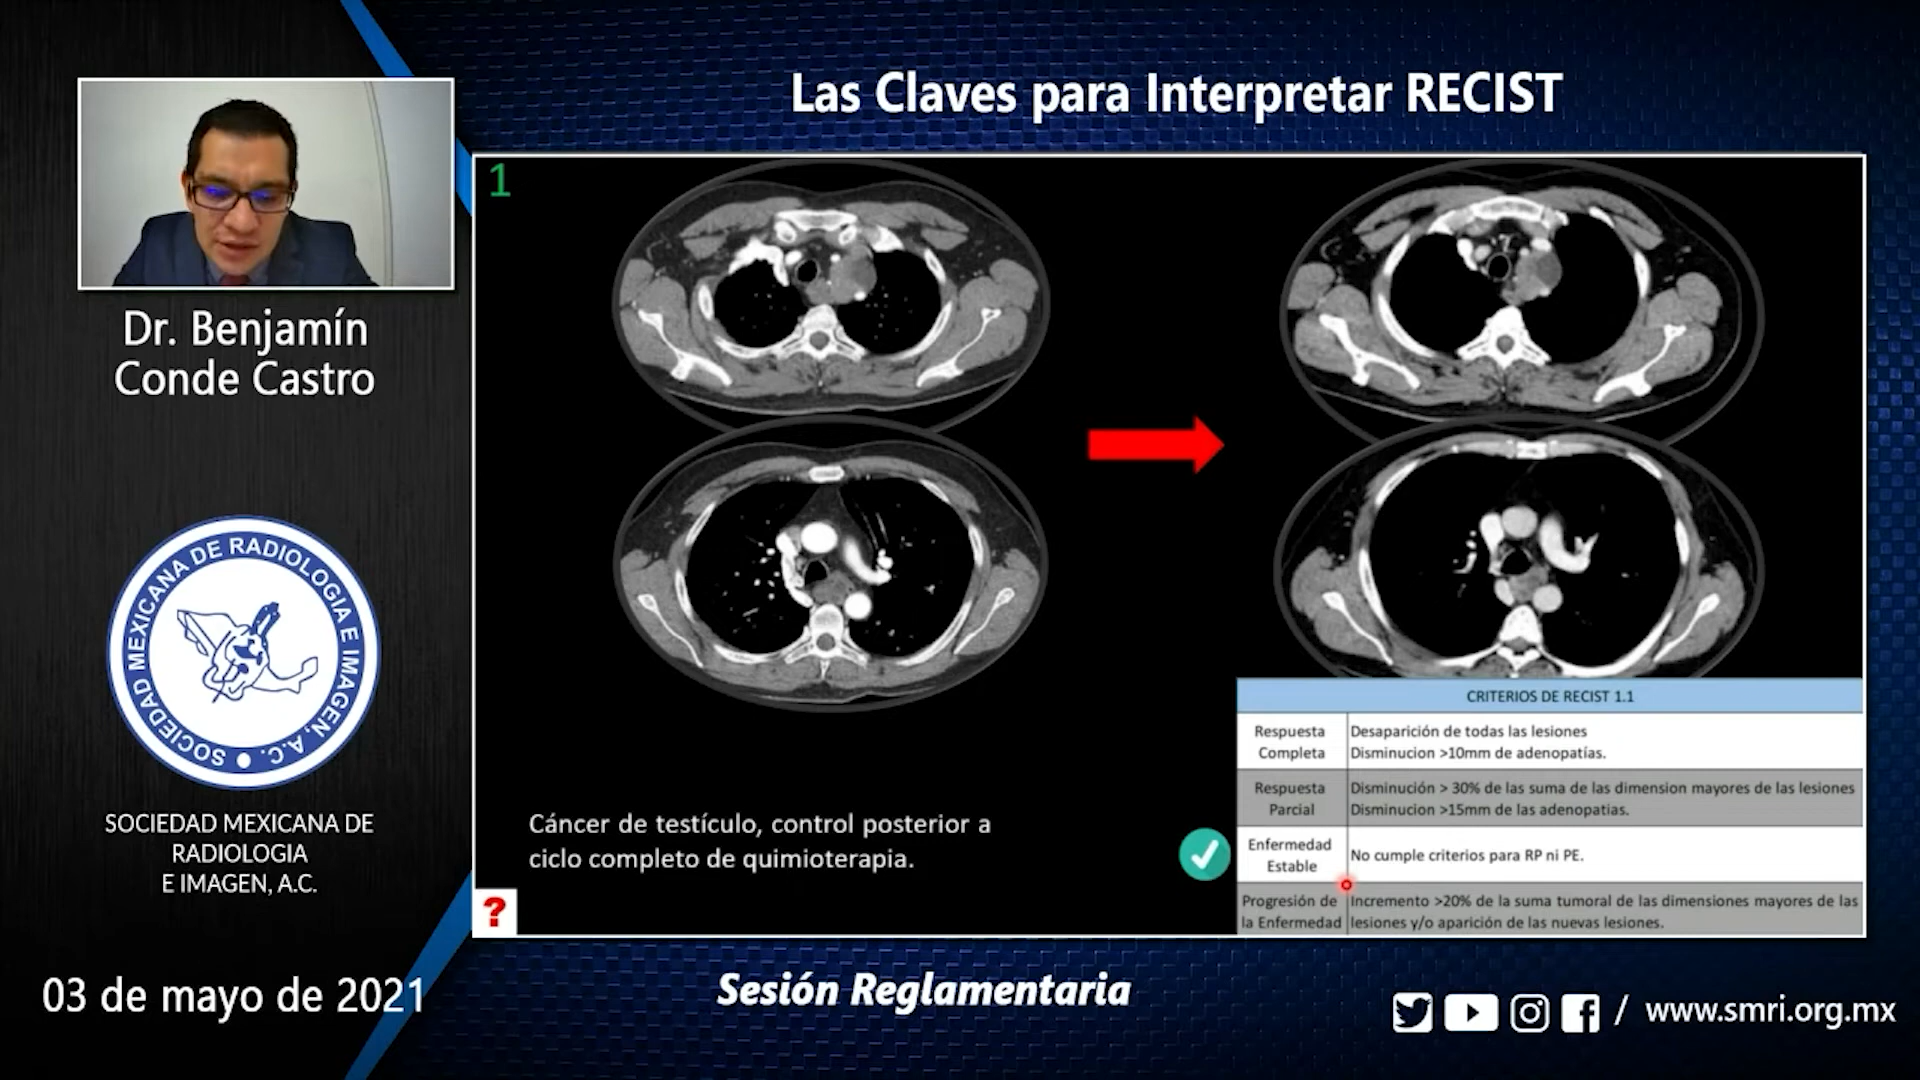 Las Claves para Interpretar RECIST
Dr. Benjamín
Conde Castro
SOCIEDAD MEXICANA DE RADIOLOGIA E IMAGEN, A.C.
SOCIEDAD MEXICANA DE
RADIOLOGIA
E IMAGEN, A.C.
03 de mayo de 2021
1
Cáncer de testículo, control posterior a
ciclo completo de quimioterapia.
?
CRITERIOS DE RECIST 1.1
Respuesta
Completa
Desaparición de todas las lesiones
Disminucion >10mm de adenopatías.
Respuesta
Parcial
Disminución > 30% de las suma de las dimension mayores de las lesiones
Disminucion >15mm de las adenopatias.
Enfermedad
Estable
No cumple criterios para RP ni PE.
Progresión de
la Enfermedad
Incremento >20% de la suma tumoral de las dimensiones mayores de las
lesiones y/o aparición de las nuevas lesiones.
Sesión Reglamentaria
/ www.smri.org.mx